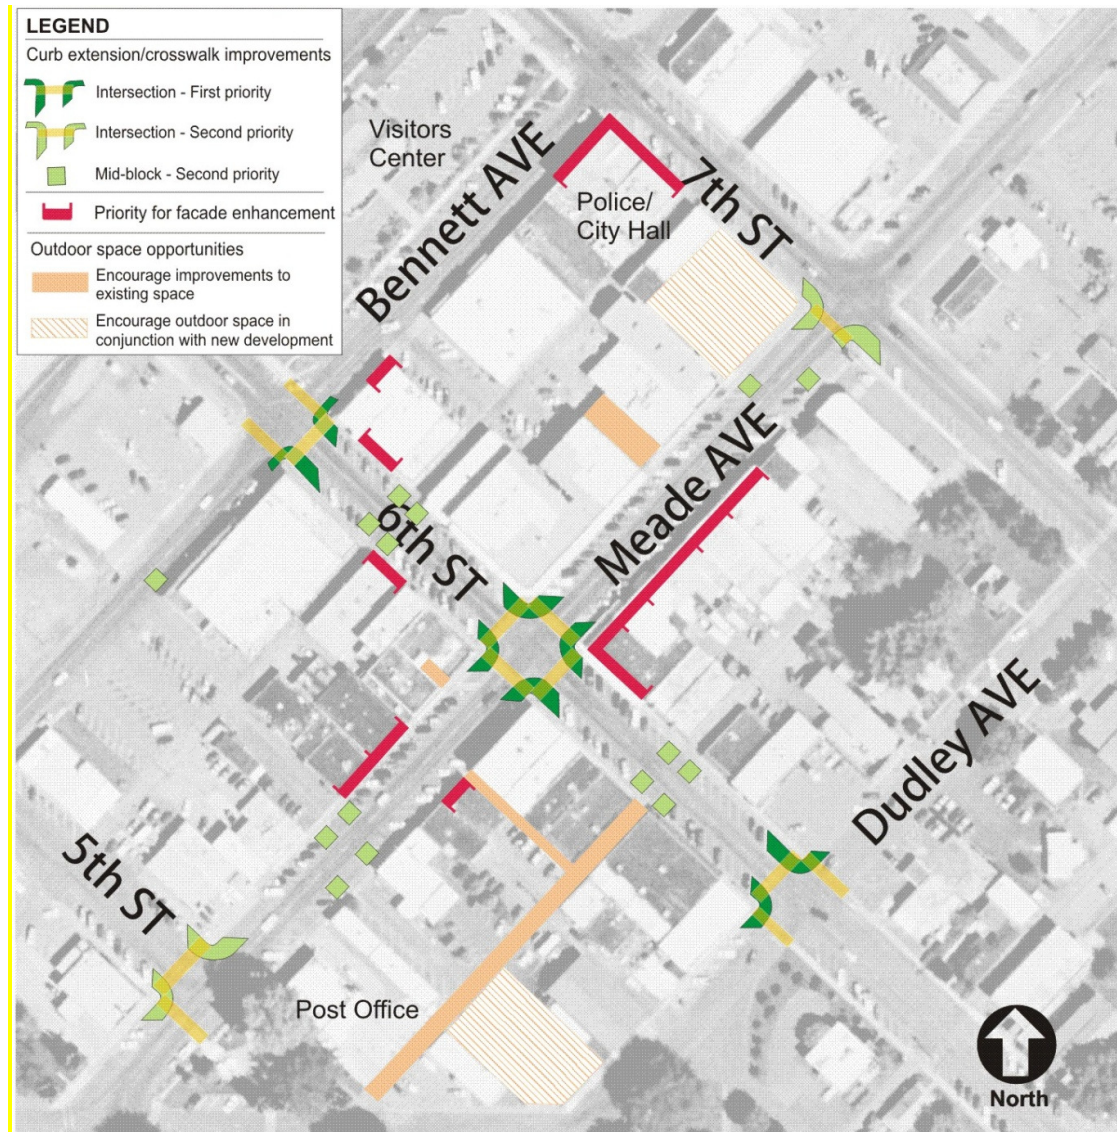 LEGEND
Curb extension/crosswalk improvements
Intersection - First priority
Intersection - Second priority
Mid-block - Second priority
Priority for facade enhancement
Outdoor space opportunities
Encourage improvements to
existing space
Encourage outdoor space in
conjunction with new development
Visitors
Center
Bennett AVE
Police/
City Hall
7th ST
6th ST
Meade AVE
Dudley AVE
5th ST
Post Office
North